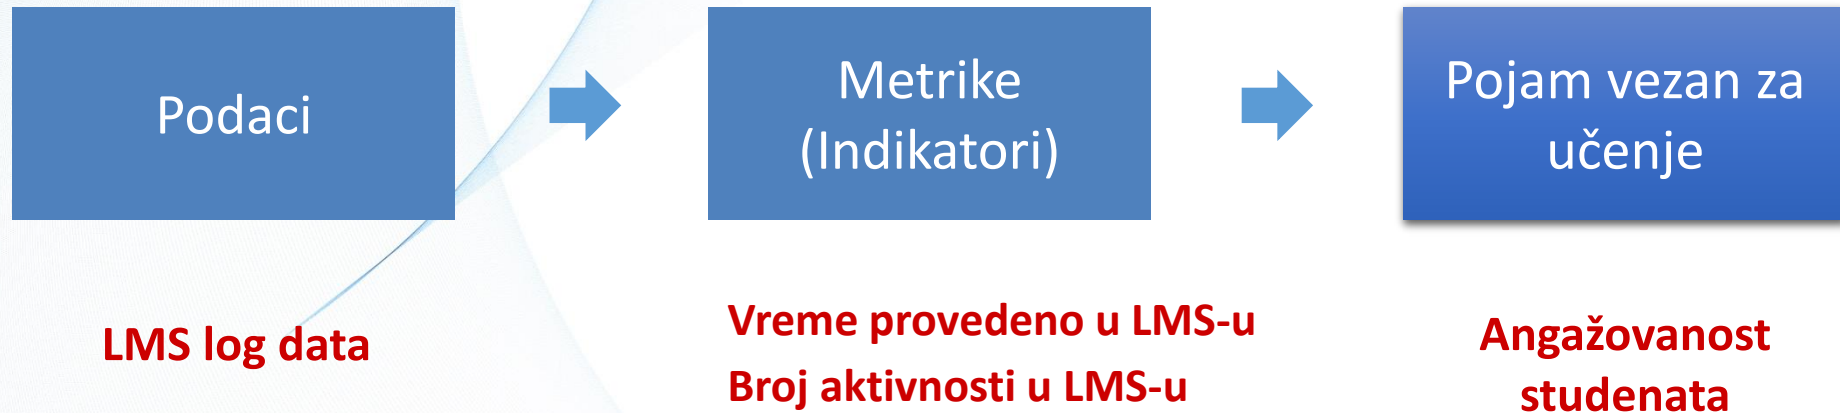 Podaci
Metrike
(Indikatori)
Pojam vezan za
učenje
LMS log data
Vreme provedeno u LMS-u
Broj aktivnosti u LMS-u
Angažovanost
studenata